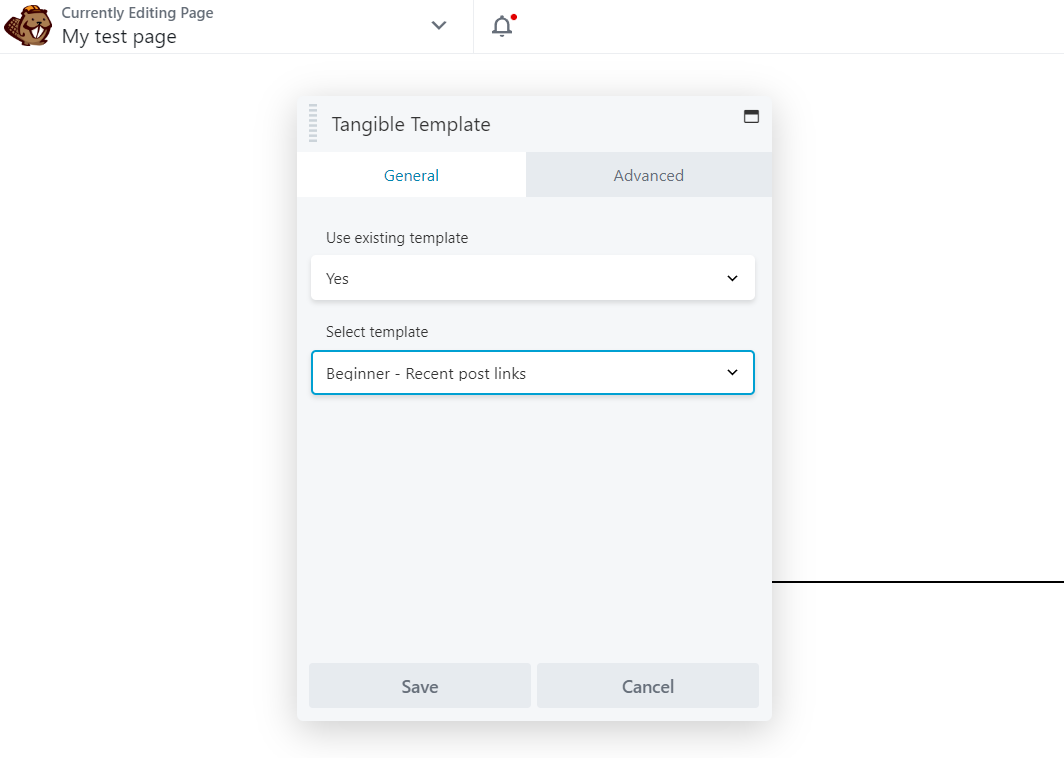 Currently Editing Page
My test page
Tangible Template
General
Advanced
Use existing template
Yes
Select template
Beginner - Recent post links
Save
Cancel